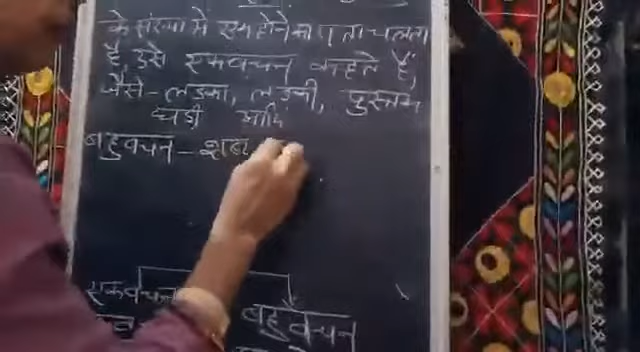 के संख्या में एक होने का पता चलता
है, उसे एकवचन कहते हैं,
जैसे - लड़का, लड़की, पुस्तक
घड़ी आदि
बहुवचन - शब्द
एकवचन
बहुवचन